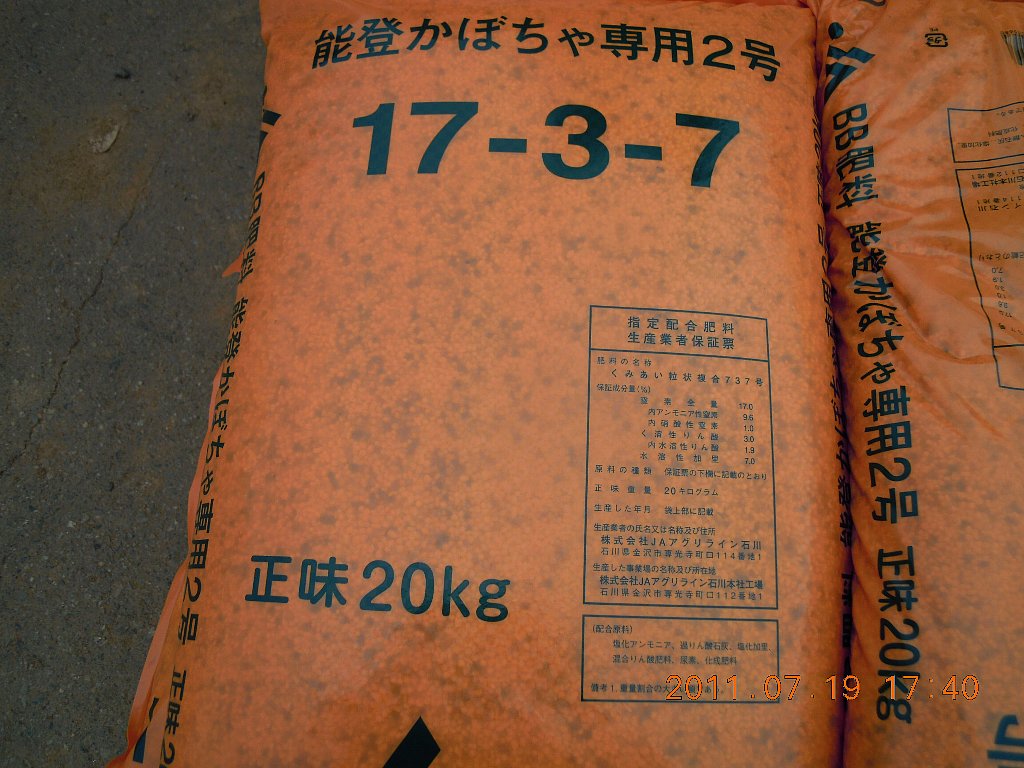 能登かぼちゃ専用2号
17-3-7
指定配合肥料
生産業者保証票
肥料の名称
くみあい粒状複合737号
保証成分量(%)
窒素全量 17.0
内アンモニア性窒素 9.6
内硝酸性窒素 1.0
く溶性りん酸 3.0
内水溶性りん酸 1.9
水溶性加里 7.0
原料の種類 保証票の下欄に記載のとおり
正味重量 20キログラム
生産した年月 袋上部に記載
生産業者の氏名又は名称及び住所
株式会社JAアグリライン石川
石川県金沢市専光寺町ロ114番地1
生産した事業場の名称及び所在地
株式会社JAアグリライン石川本社工場
石川県金沢市専光寺町ロ112番地1
(配合原料)
塩化アンモニア、過りん酸石灰、塩化加里、
混合りん酸肥料、尿素、化成肥料
備考1.重量割合の大
正味20kg
BB肥料 能登かぼちゃ専用2号 正味2
BB肥料 能登かぼちゃ専用2号 正味20kg
2011.07.19 17:40